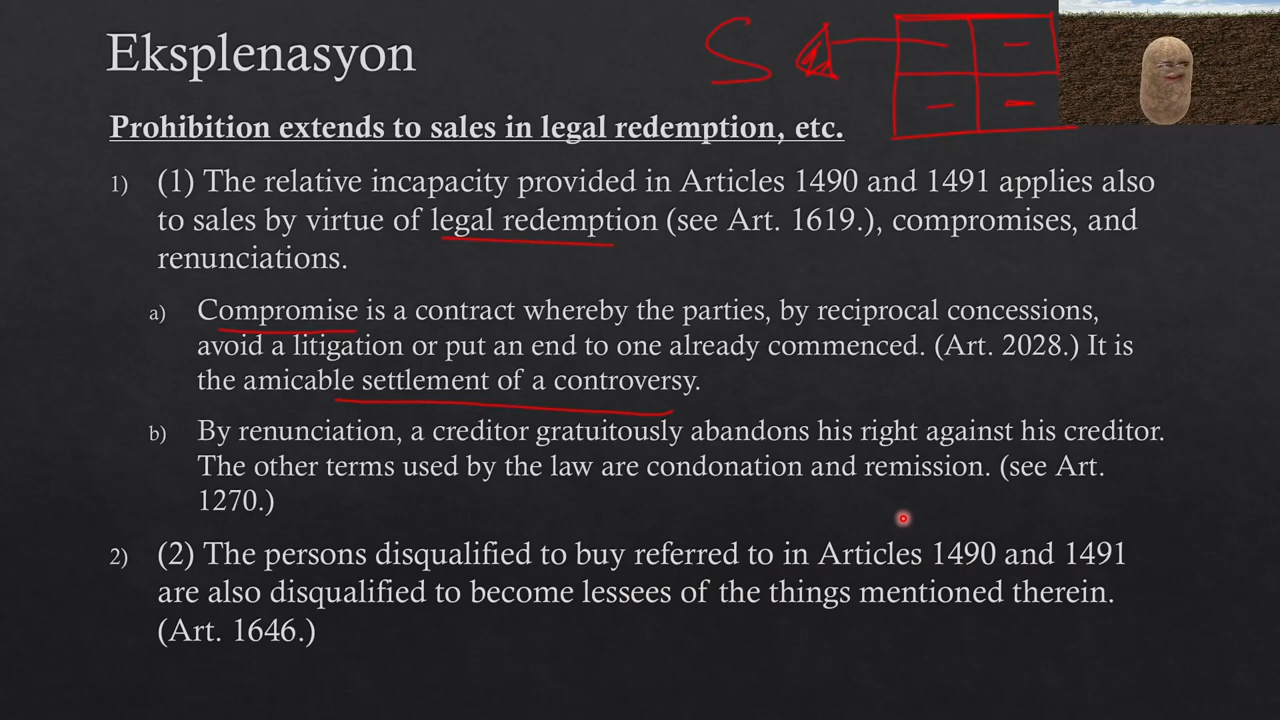 Eksplenasyon
S
Prohibition extends to sales in legal redemption, etc.
1) (1) The relative incapacity provided in Articles 1490 and 1491 applies also
to sales by virtue of legal redemption (see Art. 1619.), compromises, and
renunciations.
a) Compromise is a contract whereby the parties, by reciprocal concessions,
avoid a litigation or put an end to one already commenced. (Art. 2028.) It is
the amicable settlement of a controversy.
b) By renunciation, a creditor gratuitously abandons his right against his creditor.
The other terms used by the law are condonation and remission. (see Art.
1270.)
2) (2) The persons disqualified to buy referred to in Articles 1490 and 1491
are also disqualified to become lessees of the things mentioned therein.
(Art. 1646.)